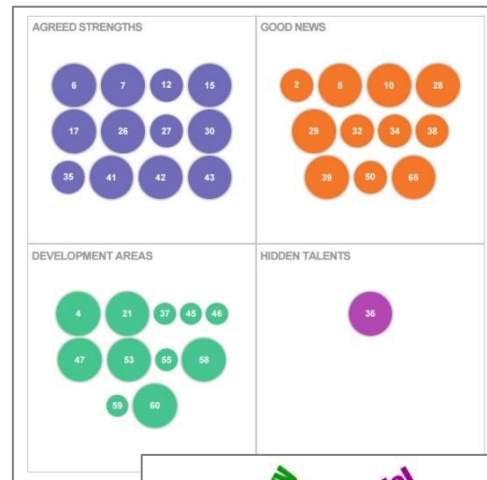 AGREED STRENGTHS
6 7 12 15
17 26 27 30
35 41 42 43
GOOD NEWS
2 5 10 28
29 32 34 38
39 50 65
DEVELOPMENT AREAS
4 21 37 45 46
47 53 55 58
59 60
HIDDEN TALENTS
36